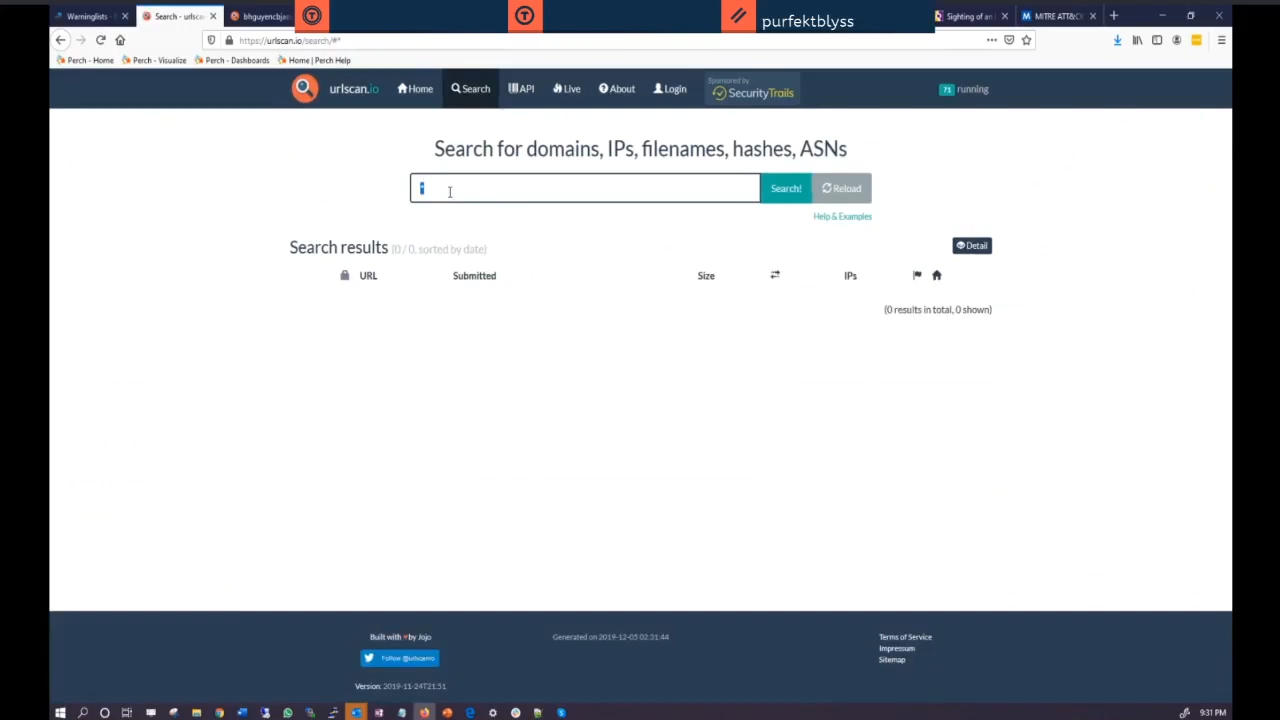 Warninglists
Search - urlsca
bhguyencbjae
purfektblyss
Sighting of an
MITRE ATT&C
https://urlscan.io/search/#*
Perch - Home
Perch - Visualize
Perch - Dashboards
Home | Perch Help
urlscan.io
Home
Search
API
Live
About
Login
Sponsored by
SecurityTrails
71 running
Search for domains, IPs, filenames, hashes, ASNs
*
Search!
Reload
Help & Examples
Search results (0 / 0, sorted by date)
Detail
URL
Submitted
Size
IPs
(0 results in total, 0 shown)
Built with ♥ by Jojo
Generated on 2019-12-05 02:31:44
Terms of Service
Impressum
Sitemap
Follow @urlscanio
Version: 2019-11-24T21:51
9:31 PM